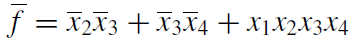 f̅ = x̅₂x̅₃ + x̅₃x̅₄ + x₁x₂x₃x₄